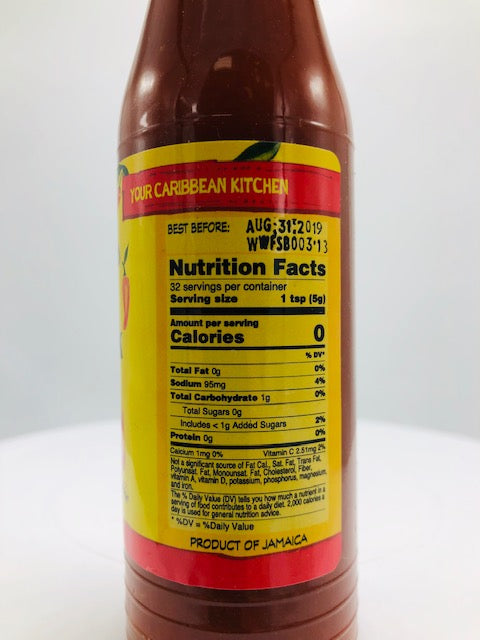 YOUR CARIBBEAN KITCHEN
BEST BEFORE: AUG;31;2019
WWFSB003'13
Nutrition Facts
32 servings per container
Serving size 1 tsp (5g)
Amount per serving
Calories 0
% DV*
Total Fat 0g 0%
Sodium 95mg 4%
Total Carbohydrate 1g 0%
Total Sugars 0g
Includes < 1g Added Sugars 2%
Protein 0g 0%
Calcium 1mg 0% Vitamin C 2.51mg 2%
Not a significant source of Fat Cal., Sat. Fat, Trans Fat,
Polyunsat. Fat, Monounsat. Fat, Cholesterol, Fiber,
vitamin A, vitamin D, potassium, phosphorus, magnesium,
and iron.
The % Daily Value (DV) tells you how much a nutrient in a
serving of food contributes to a daily diet. 2,000 calories a
day is used for general nutrition advice.
* %DV = %Daily Value
PRODUCT OF JAMAICA